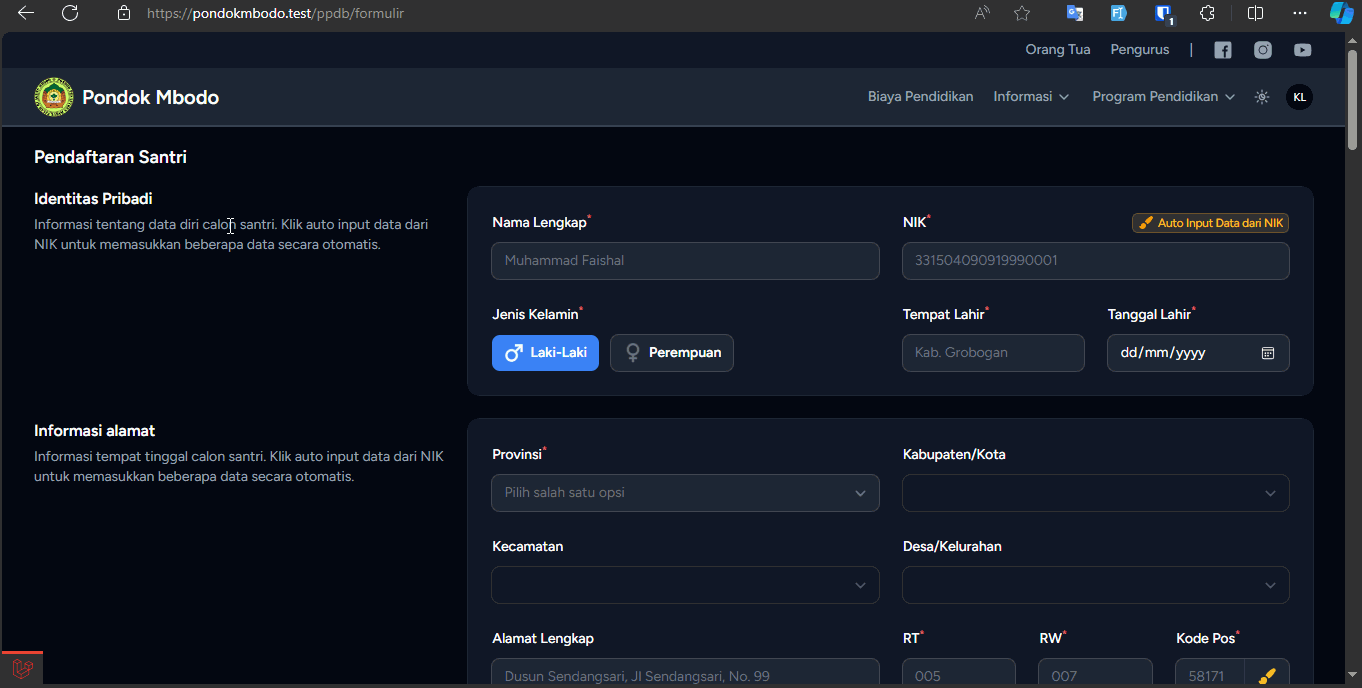 https://pondokmbodo.test/ppdb/formulir
1
Orang Tua Pengurus |
Pondok Mbodo
Biaya Pendidikan Informasi Program Pendidikan KL
Pendaftaran Santri
Identitas Pribadi
Informasi tentang data diri calon santri. Klik auto input data dari
NIK untuk memasukkan beberapa data secara otomatis.
Nama Lengkap*
NIK*
Auto Input Data dari NIK
Muhammad Faishal
331504090919990001
Jenis Kelamin*
Tempat Lahir*
Tanggal Lahir*
Laki-Laki
Perempuan
Kab. Grobogan
dd/mm/yyyy
Informasi alamat
Informasi tempat tinggal calon santri. Klik auto input data dari NIK
untuk memasukkan beberapa data secara otomatis.
Provinsi*
Kabupaten/Kota
Pilih salah satu opsi
Kecamatan
Desa/Kelurahan
Alamat Lengkap
RT*
RW*
Kode Pos*
Dusun Sendangsari, Jl Sendangsari, No. 99
005
007
58171